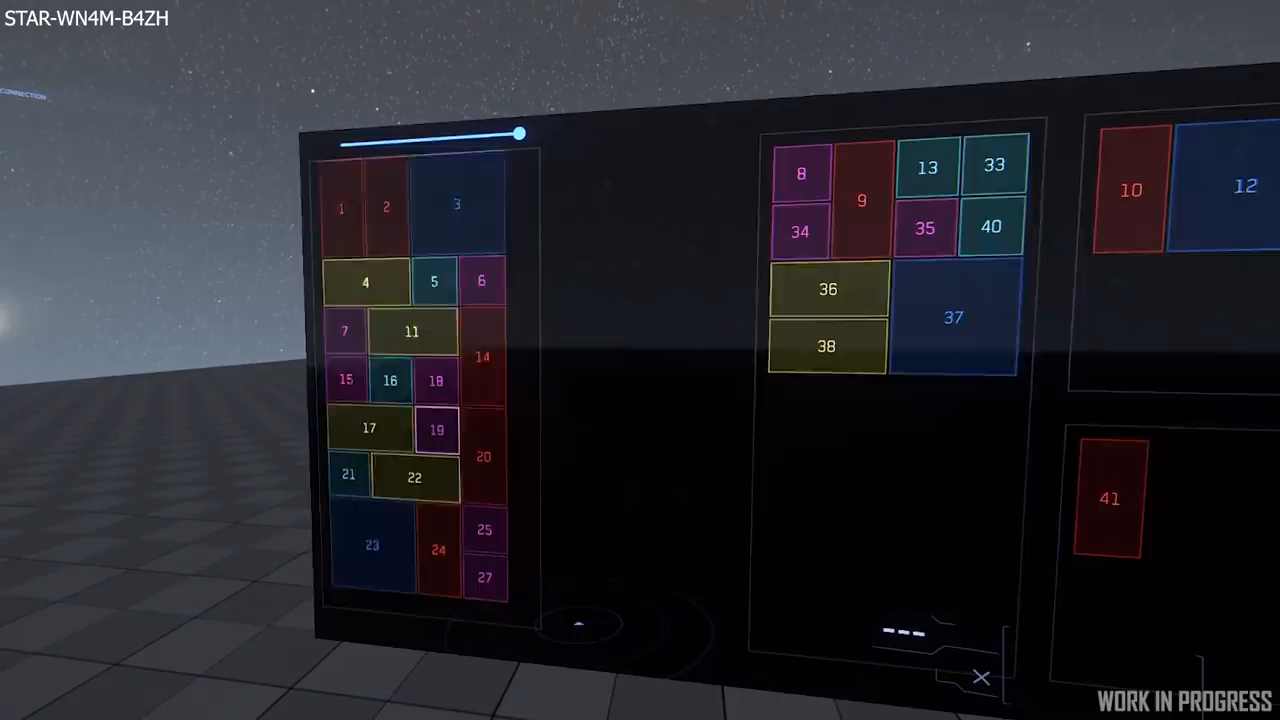 STAR-WN4M-B4ZH
CONNECTION
1 2 3
4 5 6
7 11 14
15 16 18
17 19 20
21 22
23 24 25
27
8 9 13 33
34 35 40
36 37
38
10 12
41
WORK IN PROGRESS